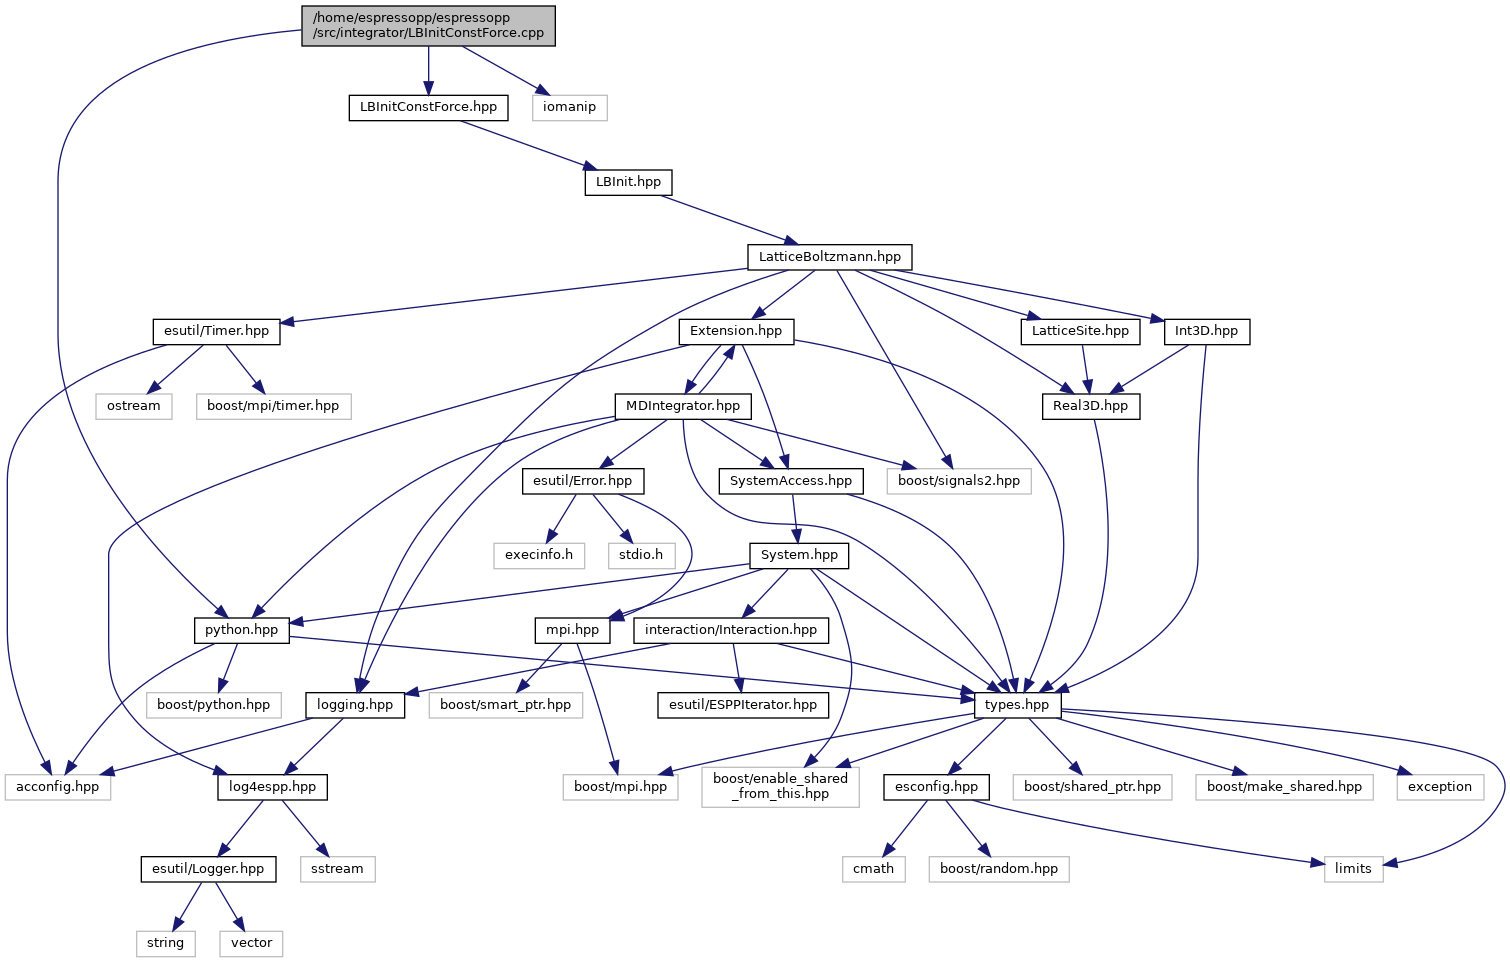 /home/espressopp/espressopp
/src/integrator/LBInitConstForce.cpp
LBInitConstForce.hpp
iomanip
LBInit.hpp
LatticeBoltzmann.hpp
esutil/Timer.hpp
Extension.hpp
LatticeSite.hpp
Int3D.hpp
ostream
boost/mpi/timer.hpp
MDIntegrator.hpp
Real3D.hpp
esutil/Error.hpp
SystemAccess.hpp
boost/signals2.hpp
execinfo.h
stdio.h
System.hpp
python.hpp
mpi.hpp
interaction/Interaction.hpp
boost/python.hpp
logging.hpp
boost/smart_ptr.hpp
esutil/ESPPIterator.hpp
types.hpp
acconfig.hpp
log4espp.hpp
boost/mpi.hpp
boost/enable_shared
_from_this.hpp
esconfig.hpp
boost/shared_ptr.hpp
boost/make_shared.hpp
exception
esutil/Logger.hpp
sstream
cmath
boost/random.hpp
limits
string
vector